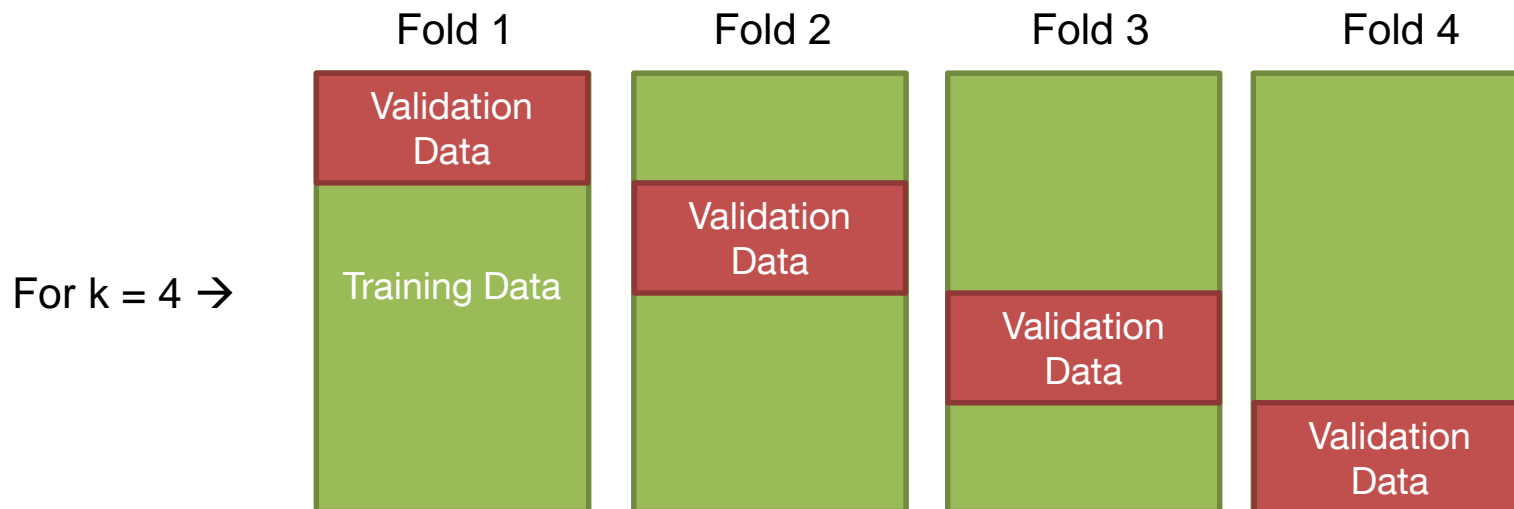 Fold 1
Fold 2
Fold 3
Fold 4
Validation
Data
Validation
Data
Training Data
For k = 4 →
Validation
Data
Validation
Data